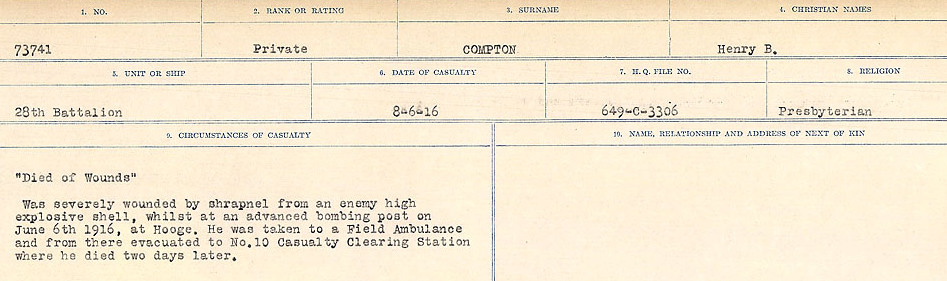 1. NO. 2. RANK OR RATING 3. SURNAME 4. CHRISTIAN NAMES
73741 Private COMPTON Henry B.
5. UNIT OR SHIP 6. DATE OF CASUALTY 7. H.Q. FILE NO. 8. RELIGION
28th Battalion 8-6-16 649-C-3306 Presbyterian
9. CIRCUMSTANCES OF CASUALTY 10. NAME, RELATIONSHIP AND ADDRESS OF NEXT OF KIN
"Died of Wounds"
Was severely wounded by shrapnel from an enemy high
explosive shell, whilst at an advanced bombing post on
June 6th 1916, at Hooge. He was taken to a Field Ambulance
and from there evacuated to No.10 Casualty Clearing Station
where he died two days later.